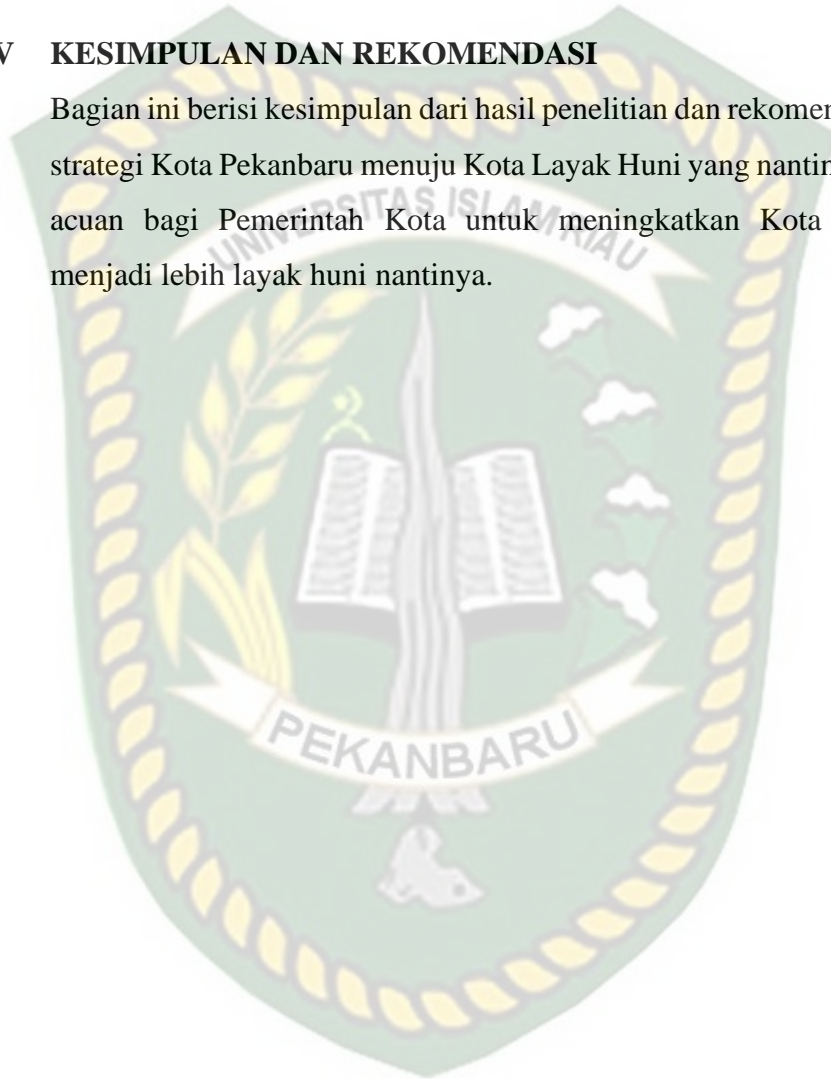 V KESIMPULAN DAN REKOMENDASI
Bagian ini berisi kesimpulan dari hasil penelitian dan rekomen
strategi Kota Pekanbaru menuju Kota Layak Huni yang nantin
acuan bagi Pemerintah Kota untuk meningkatkan Kota
menjadi lebih layak huni nantinya.
UNIVERSITAS ISLAM RIAU
PEKANBARU